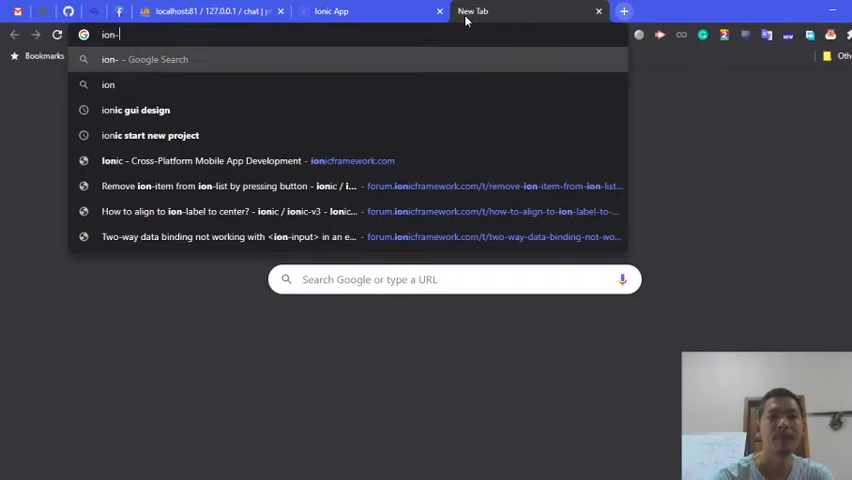 localhost:81 / 127.0.0.1 / chat | p
Ionic App
New Tab
ion-
Bookmarks
Other
ion- - Google Search
ion
ionic gui design
ionic start new project
Ionic - Cross-Platform Mobile App Development - ionicframework.com
Remove ion-item from ion-list by pressing button - ionic / i... - forum.ionicframework.com/t/remove-ion-item-from-ion-list...
How to align to ion-label to center? - ionic / ionic-v3 - Ionic... - forum.ionicframework.com/t/how-to-align-to-ion-label-to-...
Two-way data binding not working with <ion-input> in an e... - forum.ionicframework.com/t/two-way-data-binding-not-wo...
Search Google or type a URL